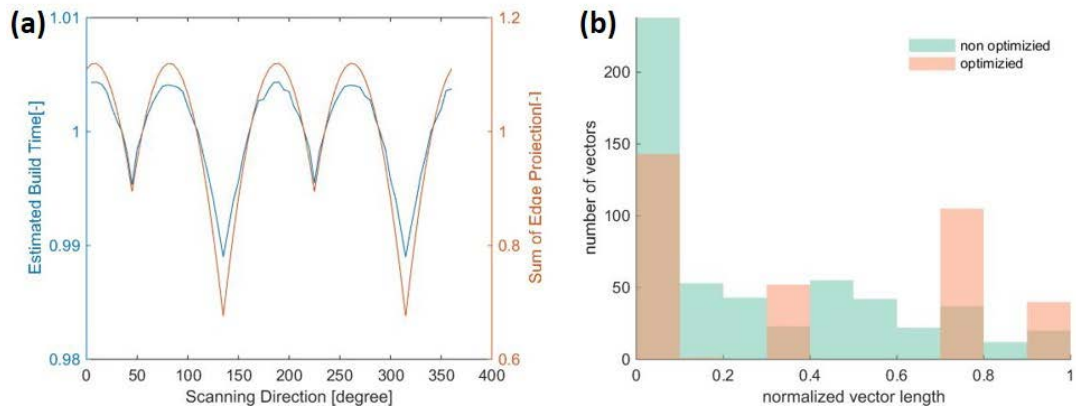 (a)
1.01
1
0.99
0.98
Estimated Build Time[-]
1.2
1
0.8
0.6
Sum of Edge Projection[-]
0 50 100 150 200 250 300 350 400
Scanning Direction [degree]
(b)
non optimizied
optimizied
200
150
100
50
0
number of vectors
0 0.2 0.4 0.6 0.8 1
normalized vector length